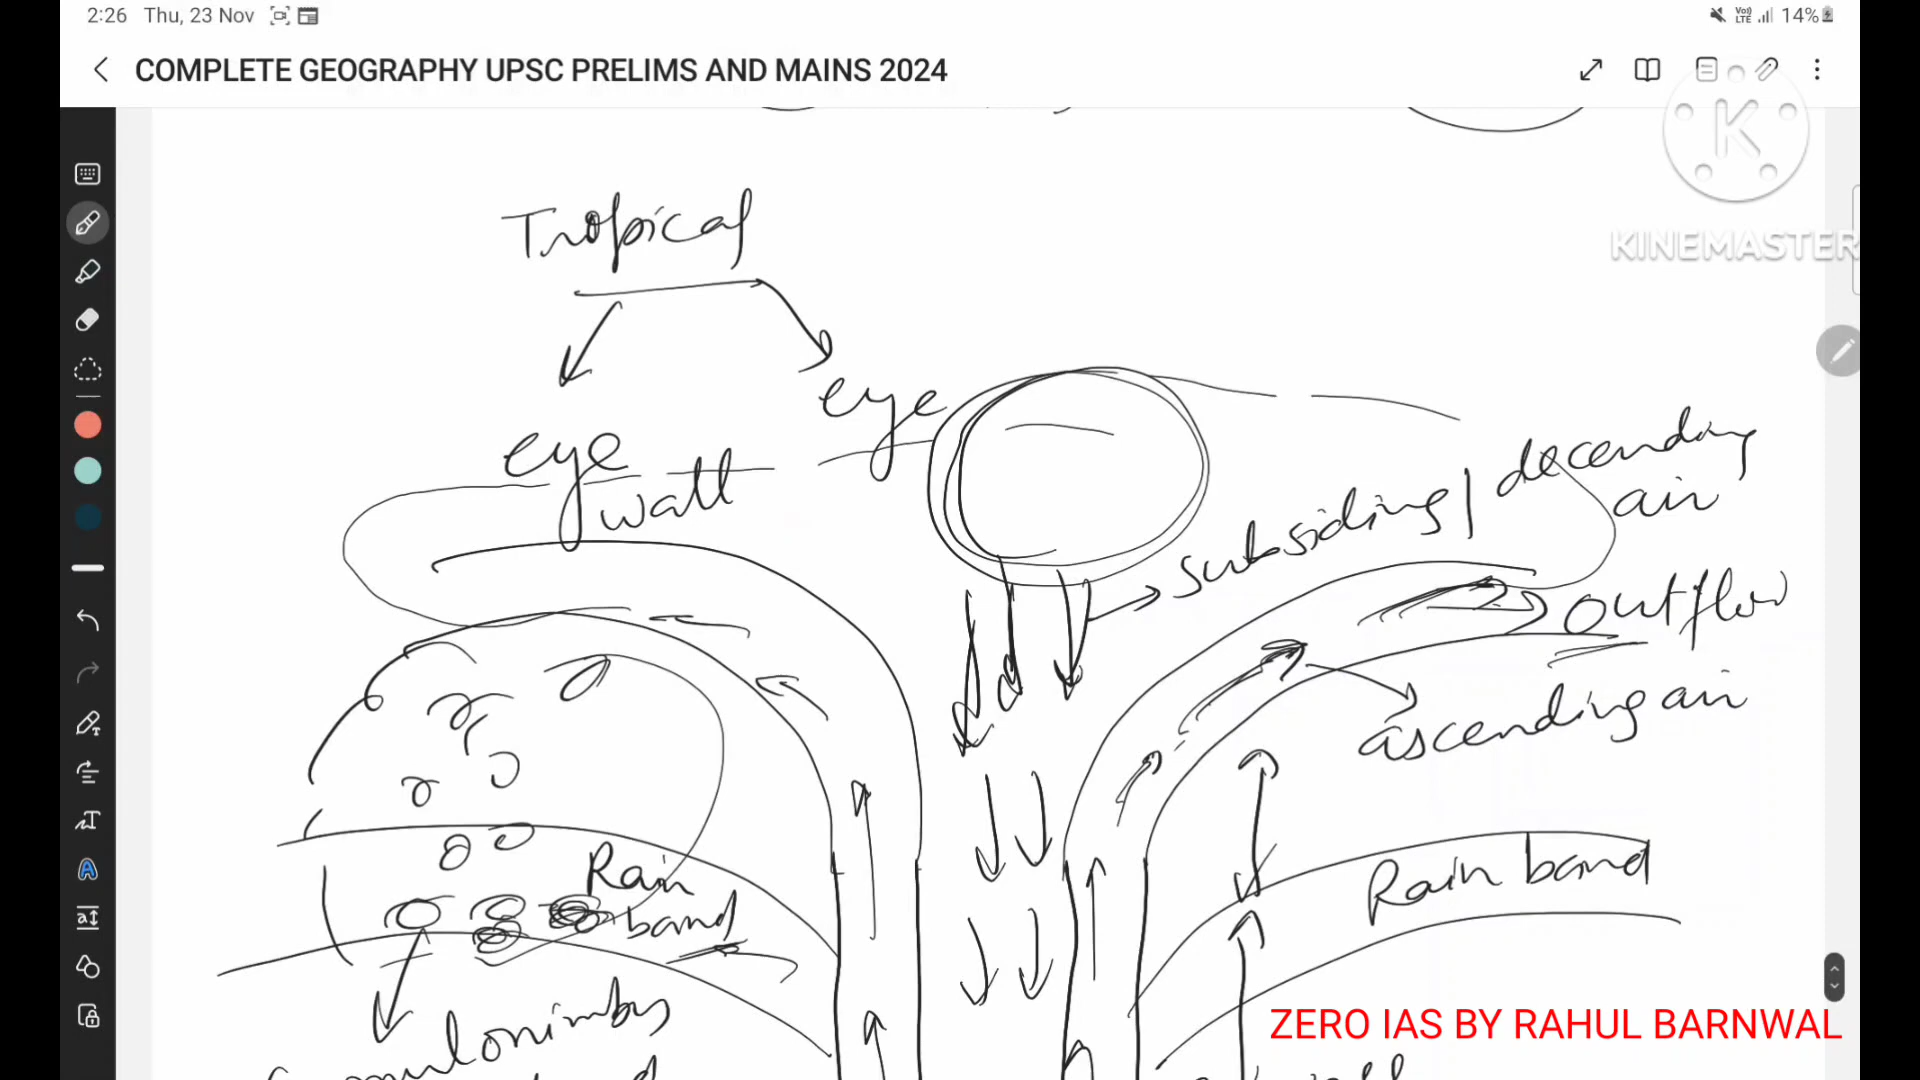 2:26 Thu, 23 Nov
14%
COMPLETE GEOGRAPHY UPSC PRELIMS AND MAINS 2024
K
KINEMASTER
Tropical
eye
eye
wall
subsiding / decending
air
outflow
ascending air
Rain
band
Rain band
ZERO IAS BY RAHUL BARNWAL